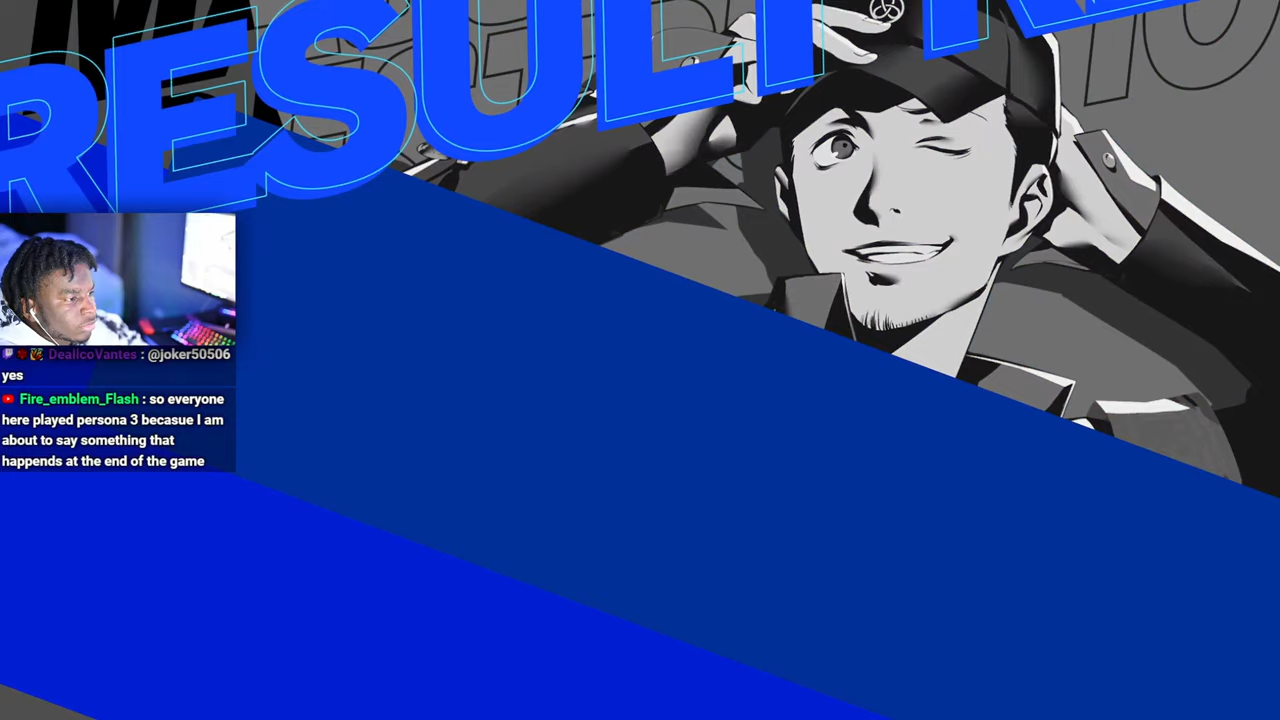 RESULT
DeallcoVantes : @joker50506
yes
Fire_emblem_Flash : so everyone
here played persona 3 becasue I am
about to say something that
happends at the end of the game